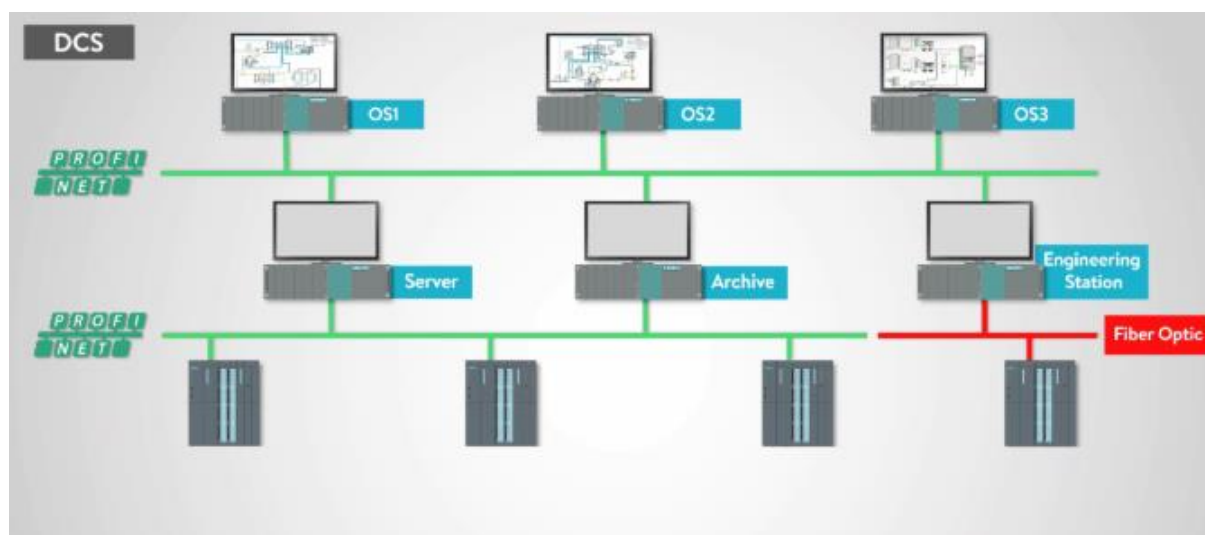 DCS
OS1
OS2
OS3
PROFI
NET
Server
Archive
Engineering
Station
PROFI
NET
Fiber Optic